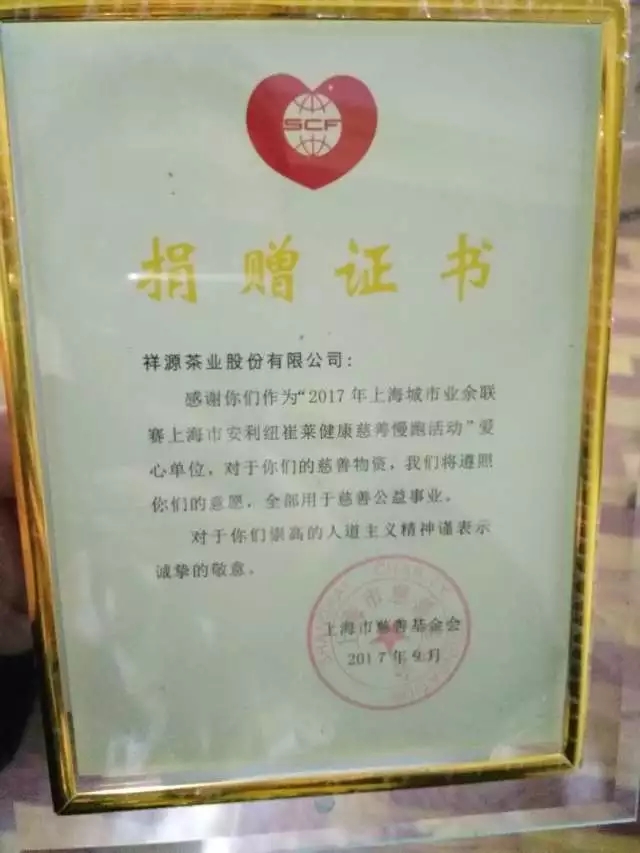 SCF
捐赠证书
祥源茶业股份有限公司：
感谢你们作为“2017年上海城市业余联
赛上海市安利纽崔莱健康慈善慢跑活动”爱
心单位，对于你们的慈善物资，我们将遵照
你们的意愿，全部用于慈善公益事业。
对于你们崇高的人道主义精神谨表示
诚挚的敬意。
上海市慈善基金会
2017年9月